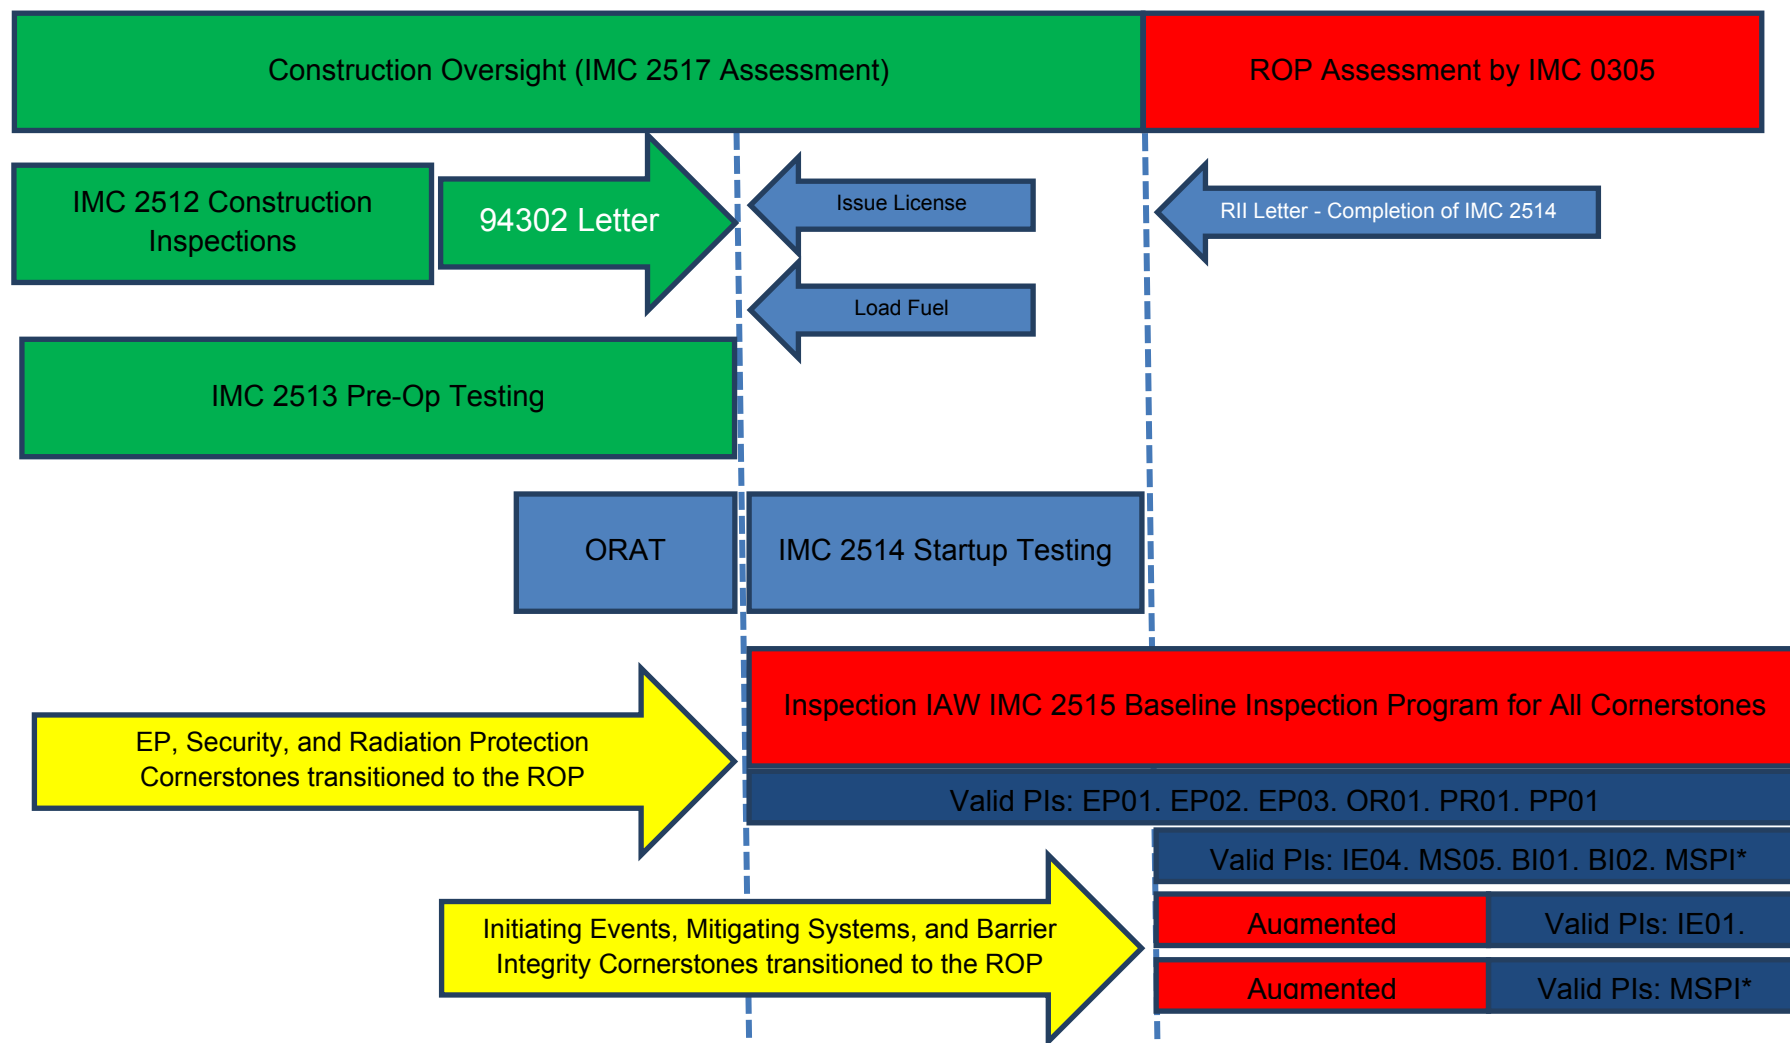 Construction Oversight (IMC 2517 Assessment)
ROP Assessment by IMC 0305
IMC 2512 Construction
Inspections
94302 Letter
Issue License
RII Letter - Completion of IMC 2514
Load Fuel
IMC 2513 Pre-Op Testing
ORAT
IMC 2514 Startup Testing
Inspection IAW IMC 2515 Baseline Inspection Program for All Cornerstones
EP, Security, and Radiation Protection
Cornerstones transitioned to the ROP
Valid PIs: EP01. EP02. EP03. OR01. PR01. PP01
Valid PIs: IE04. MS05. BI01. BI02. MSPI*
Initiating Events, Mitigating Systems, and Barrier
Integrity Cornerstones transitioned to the ROP
Augmented
Valid PIs: IE01.
Augmented
Valid PIs: MSPI*